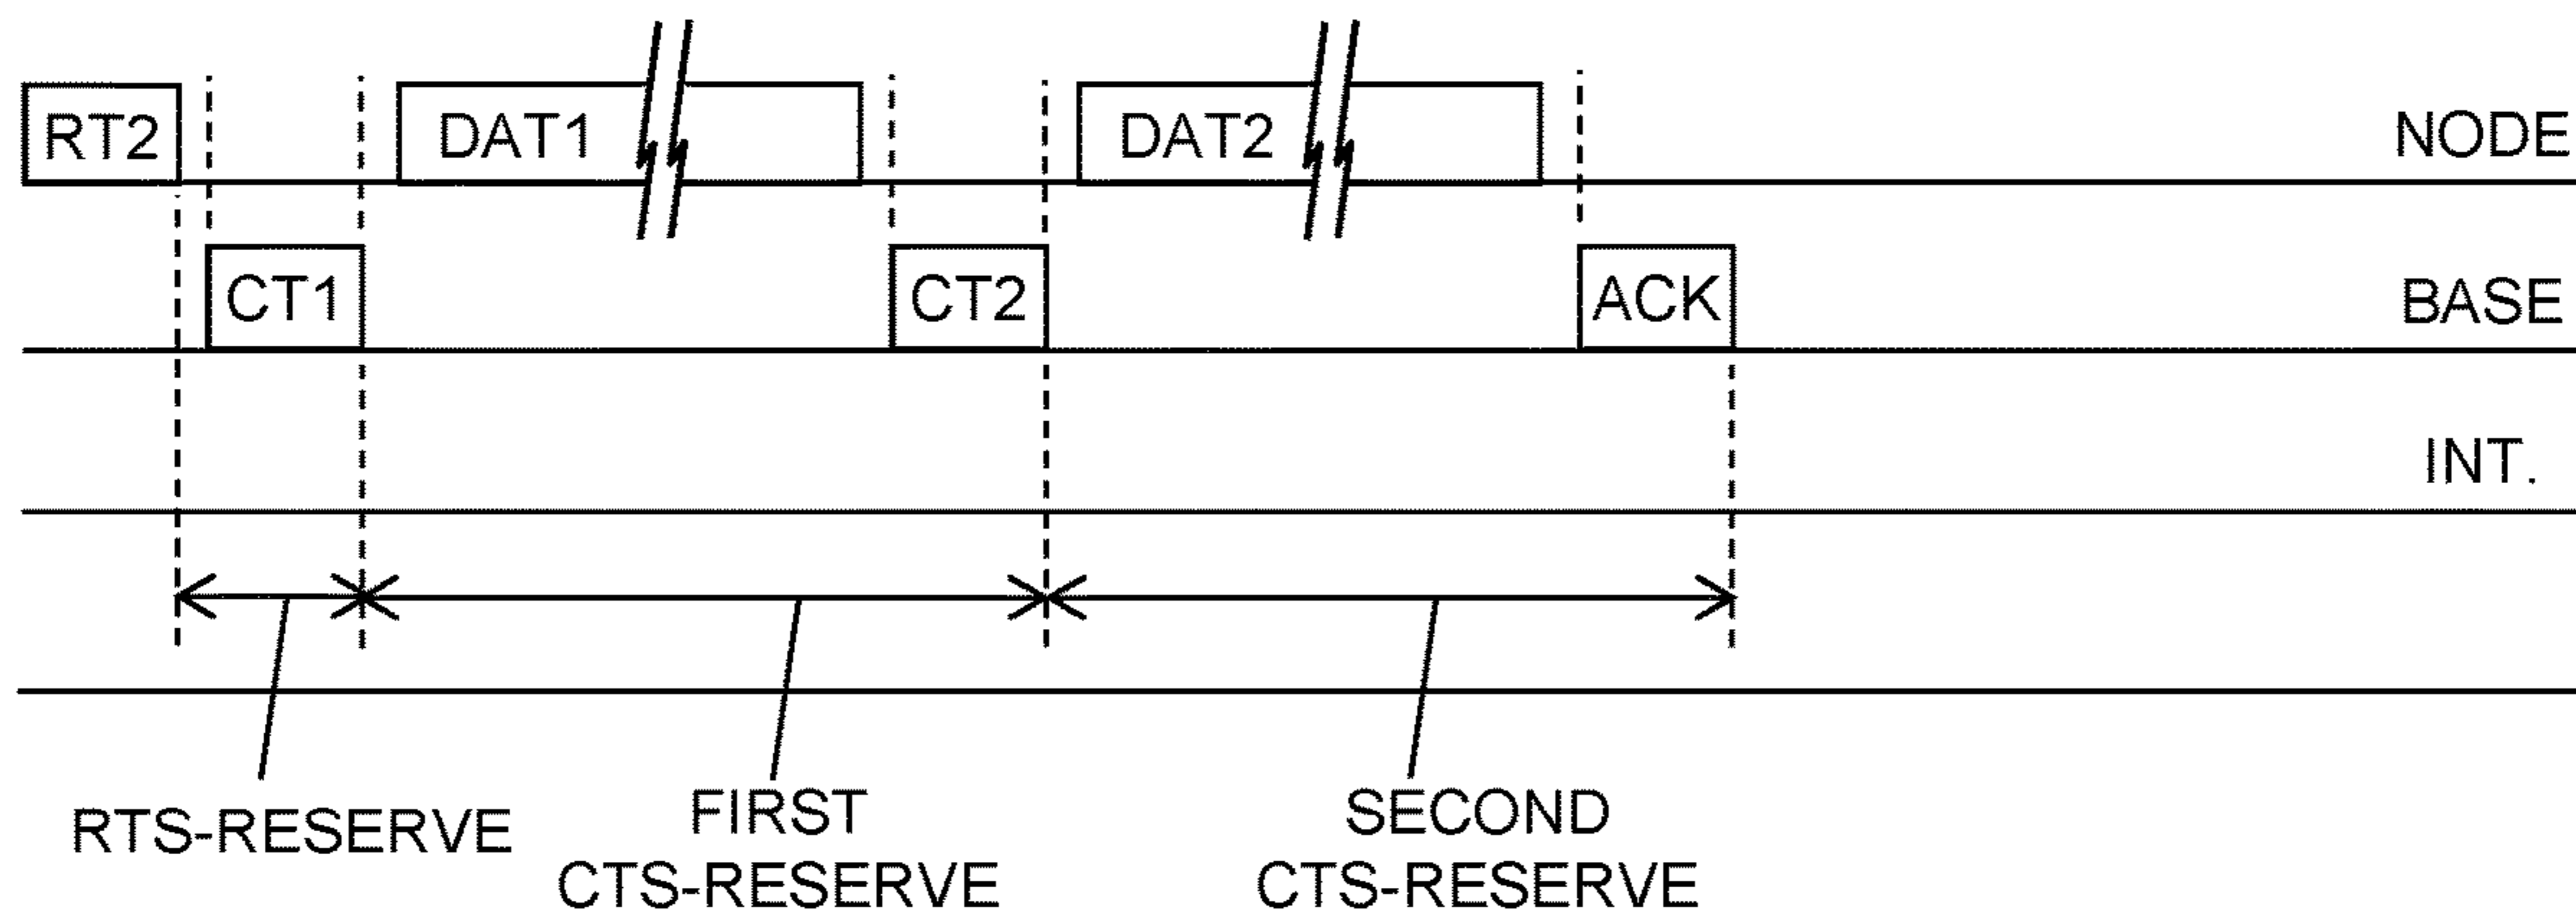 RT2
DAT1
DAT2
NODE
CT1
CT2
ACK
BASE
INT.
RTS-RESERVE
FIRST
CTS-RESERVE
SECOND
CTS-RESERVE